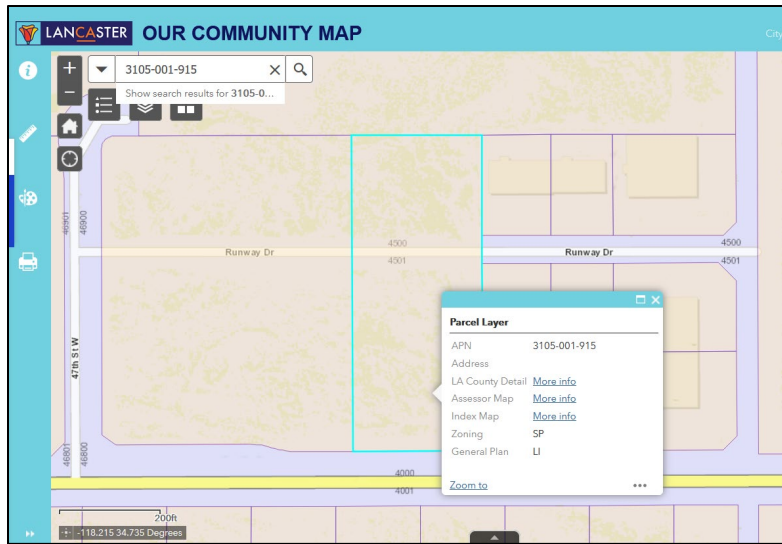 LANCASTER OUR COMMUNITY MAP
City
3105-001-915
Show search results for 3105-0...
46901
46900
Runway Dr
4500
4501
Runway Dr
4500
4501
47th St W
46801
46800
4000
4001
Parcel Layer
APN 3105-001-915
Address
LA County Detail More info
Assessor Map More info
Index Map More info
Zoning SP
General Plan LI
Zoom to
200ft
-118.215 34.735 Degrees